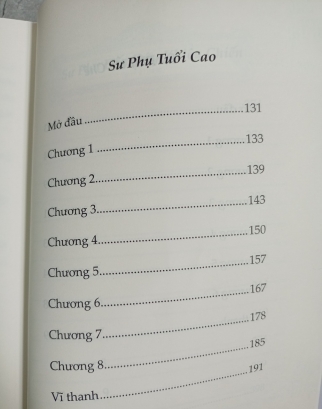 Sư Phụ Tuổi Cao
Mở đầu...............................................131
Chương 1 ...........................................133
Chương 2............................................139
Chương 3............................................143
Chương 4............................................150
Chương 5............................................157
Chương 6............................................167
Chương 7............................................178
Chương 8............................................185
Vĩ thanh..............................................191